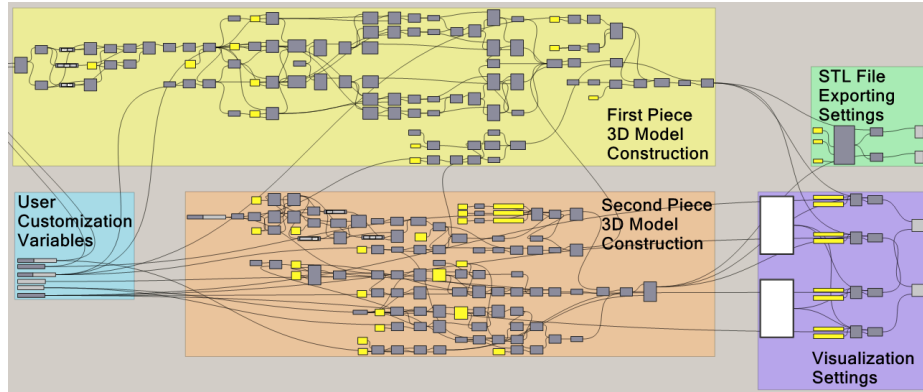 First Piece
3D Model
Construction
STL File
Exporting
Settings
User
Customization
Variables
Second Piece
3D Model
Construction
Visualization
Settings